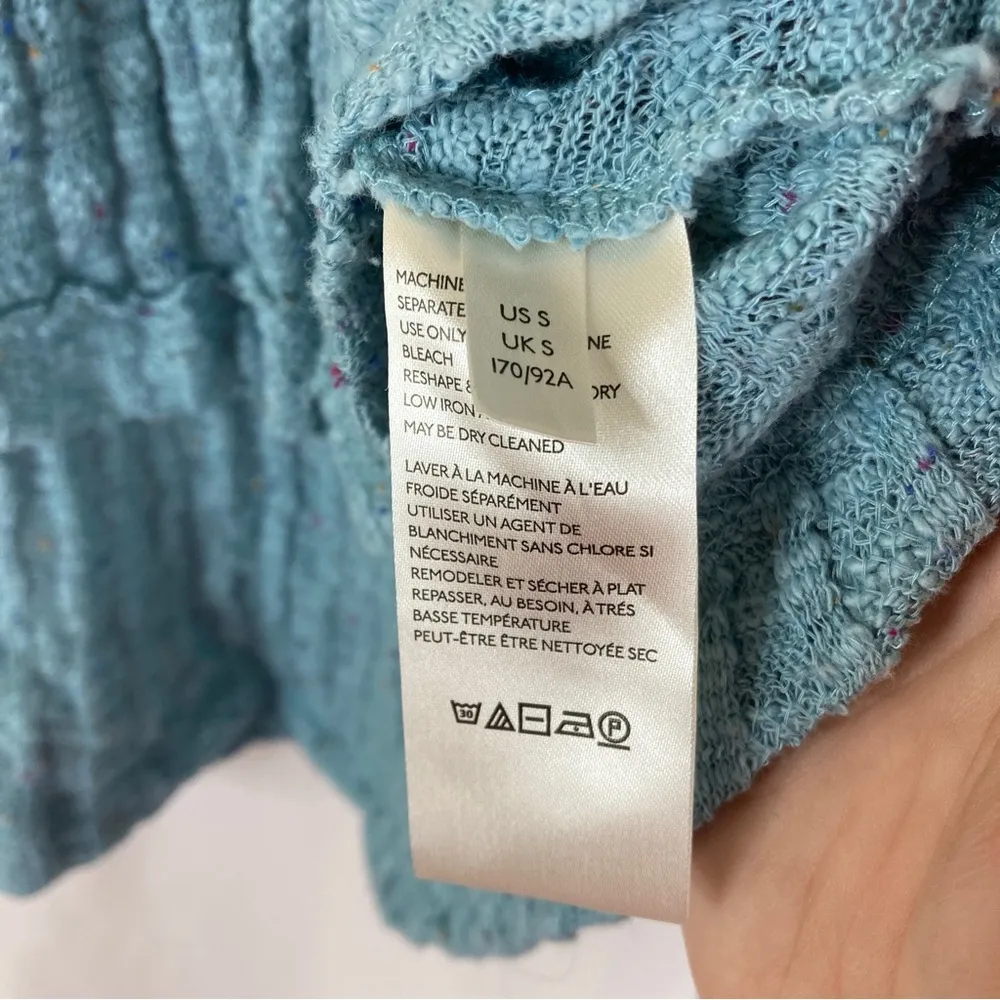 MACHINE
SEPARATE
USE ONLY NE
BLEACH
RESHAPE & DRY
LOW IRON
MAY BE DRY CLEANED
US S
UK S
170/92A
LAVER À LA MACHINE À L'EAU
FROIDE SÉPARÉMENT
UTILISER UN AGENT DE
BLANCHIMENT SANS CHLORE SI
NÉCESSAIRE
REMODELER ET SÉCHER À PLAT
REPASSER, AU BESOIN, À TRÉS
BASSE TEMPÉRATURE
PEUT-ÊTRE ÊTRE NETTOYÉE SEC
30 P